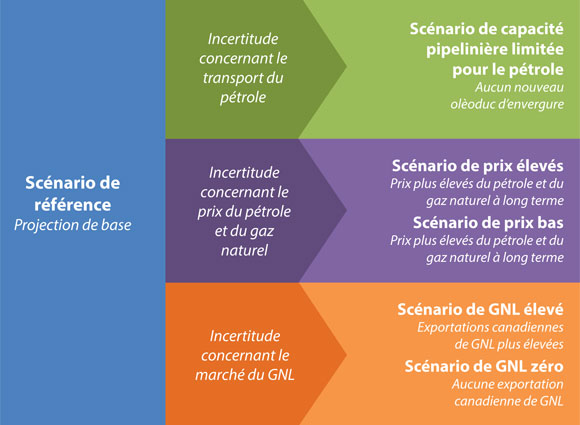 Scénario de
référence
Projection de base
Incertitude
concernant le
transport du
pétrole
Scénario de capacité
pipelinière limitée
pour le pétrole
Aucun nouveau
olèoduc d'envergure
Incertitude
concernant le
prix du pétrole
et du gaz
naturel
Scénario de prix élevés
Prix plus élevés du pétrole et du
gaz naturel à long terme
Scénario de prix bas
Prix plus élevés du pétrole et du
gaz naturel à long terme
Incertitude
concernant le
marché du GNL
Scénario de GNL élevé
Exportations canadiennes
de GNL plus élevées
Scénario de GNL zéro
Aucune exportation
canadienne de GNL